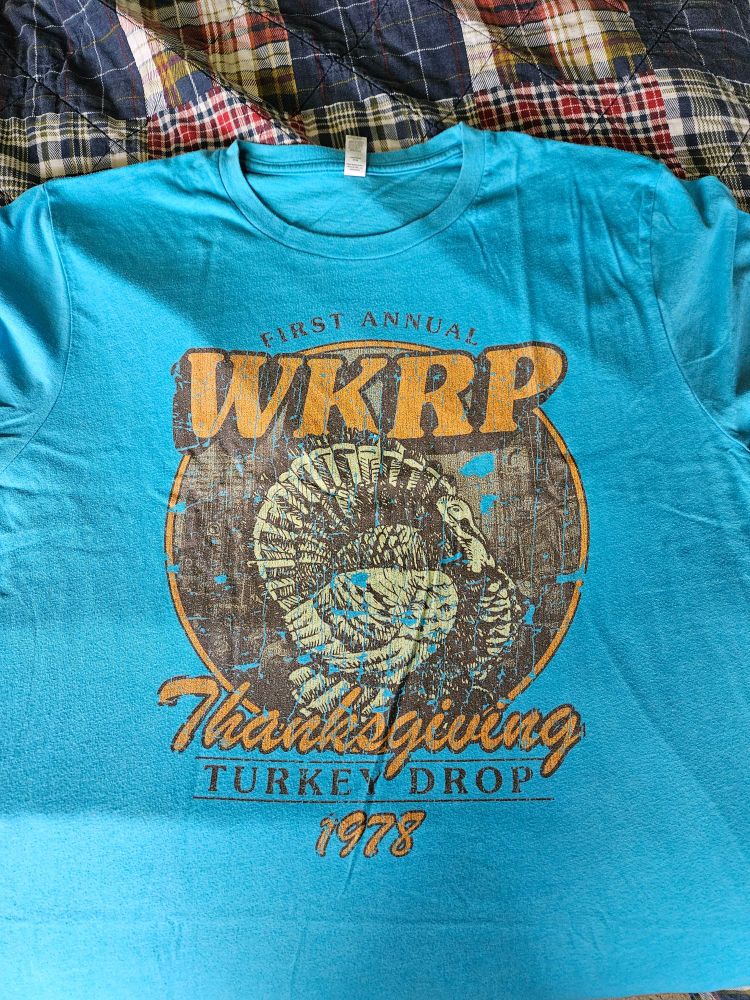 FIRST ANNUAL
WKRP
Thanksgiving
TURKEY DROP
1978